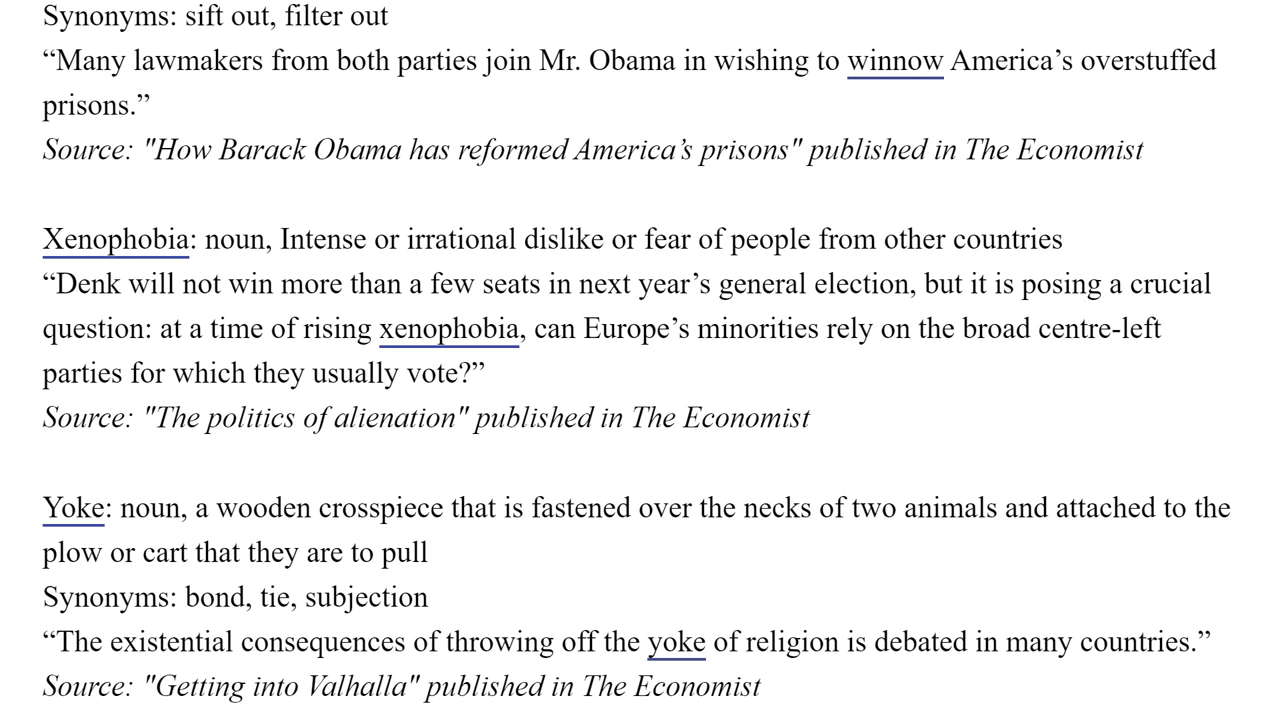 Synonyms: sift out, filter out
“Many lawmakers from both parties join Mr. Obama in wishing to winnow America’s overstuffed
prisons.”
Source: "How Barack Obama has reformed America’s prisons" published in The Economist
Xenophobia: noun, Intense or irrational dislike or fear of people from other countries
“Denk will not win more than a few seats in next year’s general election, but it is posing a crucial
question: at a time of rising xenophobia, can Europe’s minorities rely on the broad centre-left
parties for which they usually vote?”
Source: "The politics of alienation" published in The Economist
Yoke: noun, a wooden crosspiece that is fastened over the necks of two animals and attached to the
plow or cart that they are to pull
Synonyms: bond, tie, subjection
“The existential consequences of throwing off the yoke of religion is debated in many countries.”
Source: "Getting into Valhalla" published in The Economist